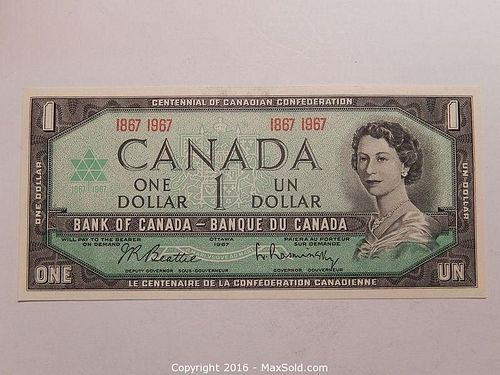 CENTENNIAL OF CANADIAN CONFEDERATION
1 1
1867 1967 1867 1967
CANADA
1867 1967
ONE 1 UN
DOLLAR DOLLAR
ONE DOLLAR
UN DOLLAR
BANK OF CANADA – BANQUE DU CANADA
WILL PAY TO THE BEARER ON DEMAND
OTTAWA 1967
PAIERA AU PORTEUR SUR DEMANDE
J.R. Beattie
L. Rasminsky
DEPUTY GOVERNOR SOUS-GOUVERNEUR
GOVERNOR GOUVERNEUR
ONE UN
LE CENTENAIRE DE LA CONFÉDÉRATION CANADIENNE
Copyright 2016 - MaxSold.com